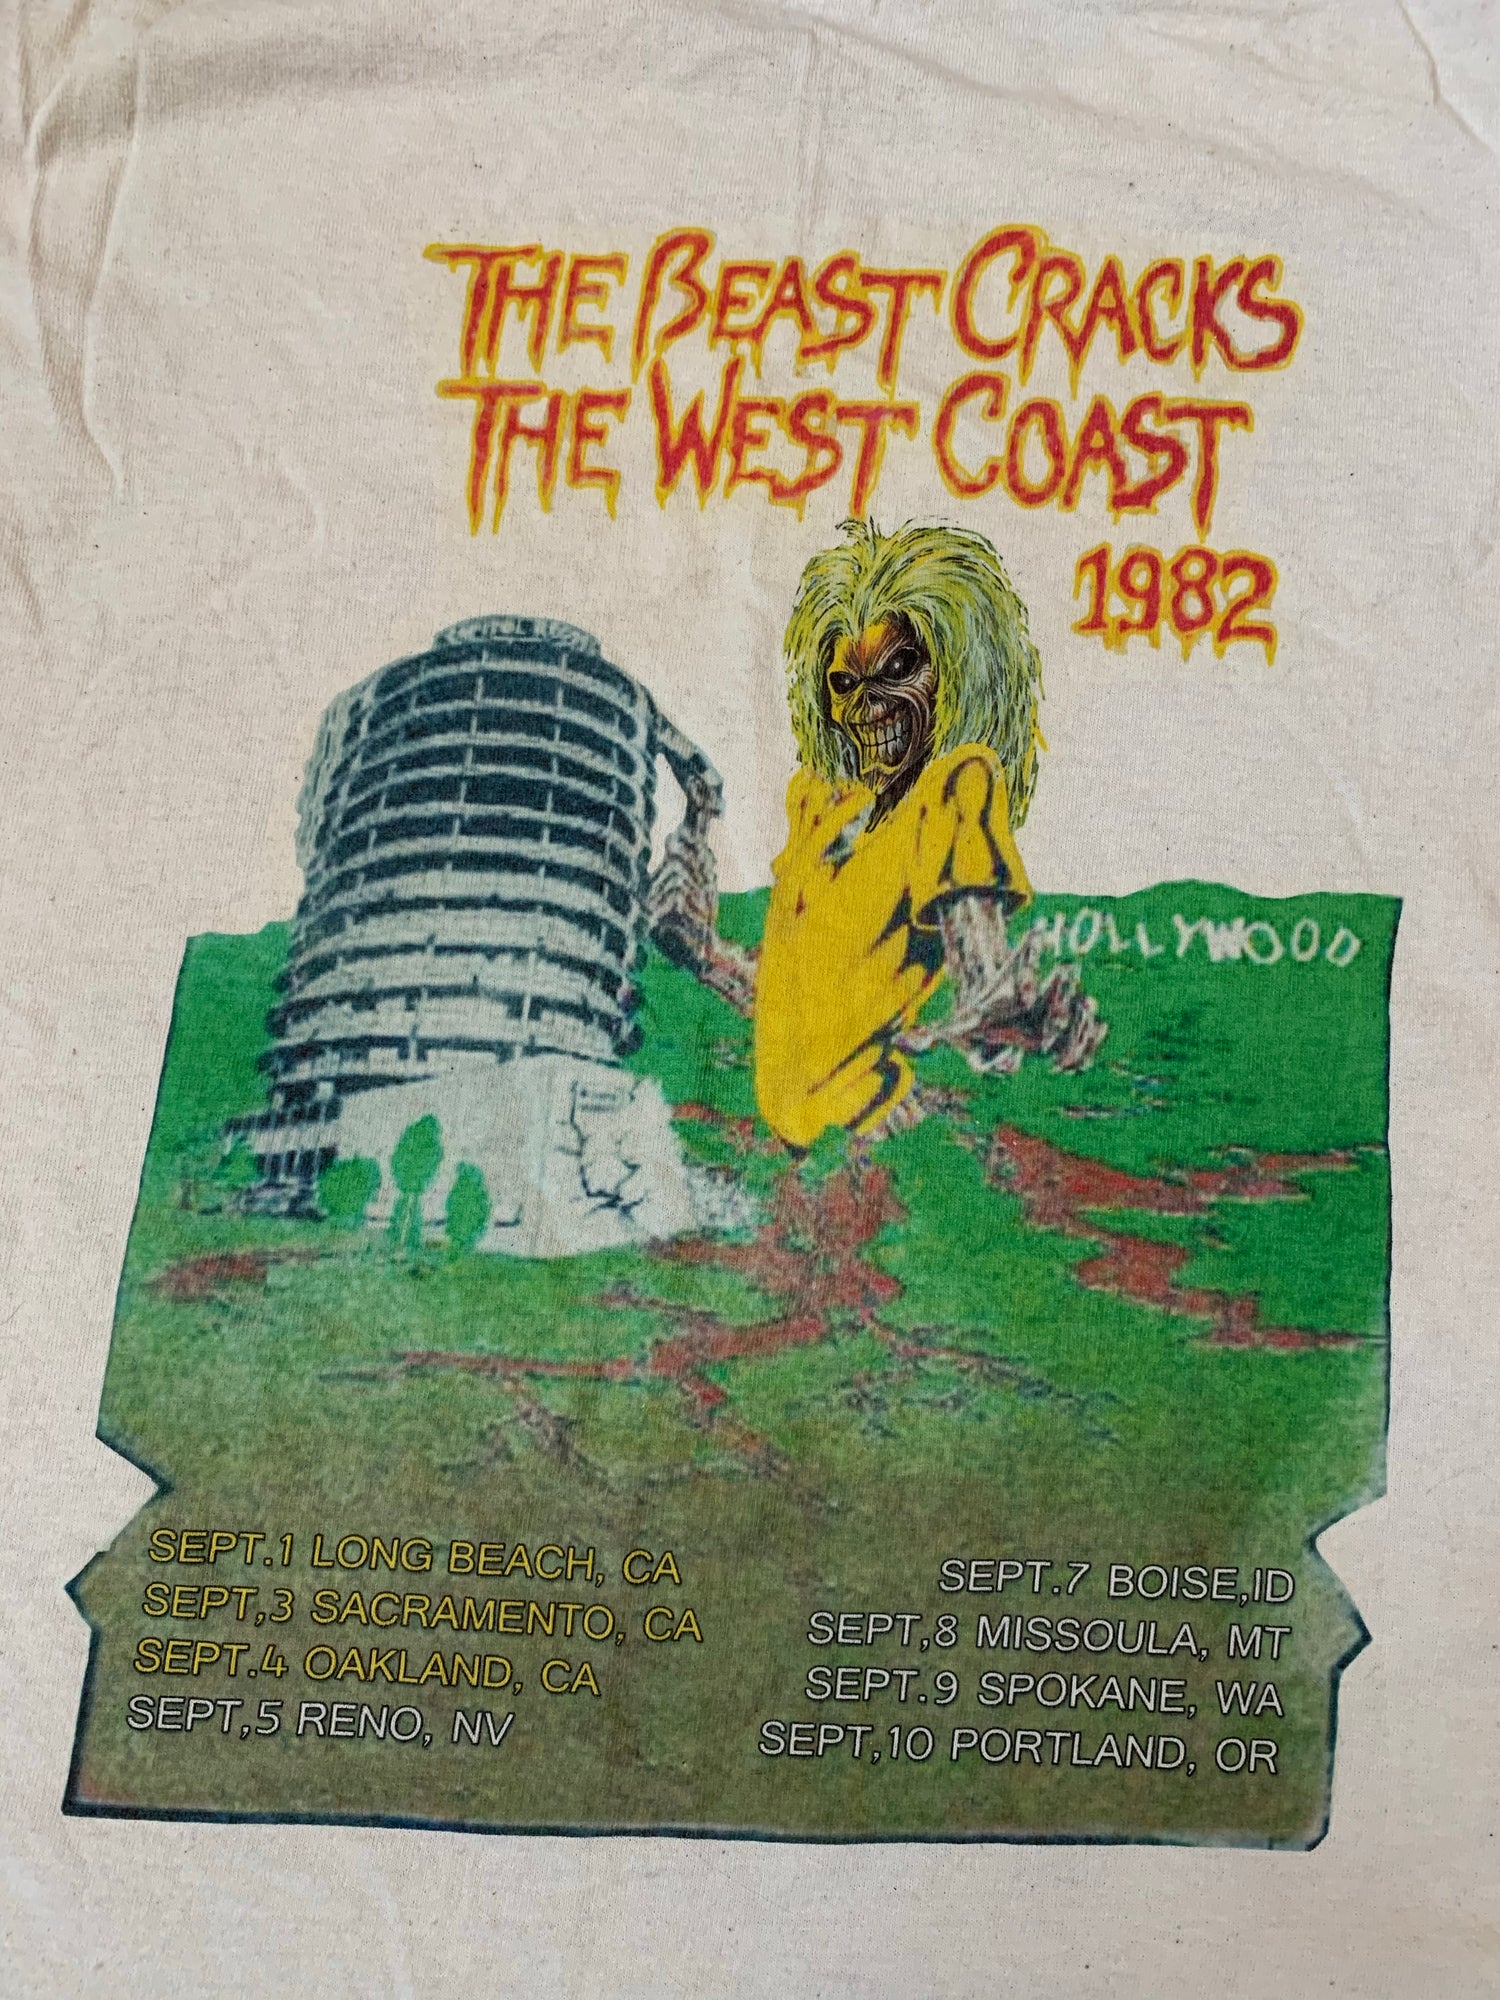 THE BEAST CRACKS
THE WEST COAST
1982
HOLLYWOOD
SEPT.1 LONG BEACH, CA
SEPT,3 SACRAMENTO, CA
SEPT.4 OAKLAND, CA
SEPT,5 RENO, NV
SEPT.7 BOISE,ID
SEPT,8 MISSOULA, MT
SEPT.9 SPOKANE, WA
SEPT,10 PORTLAND, OR